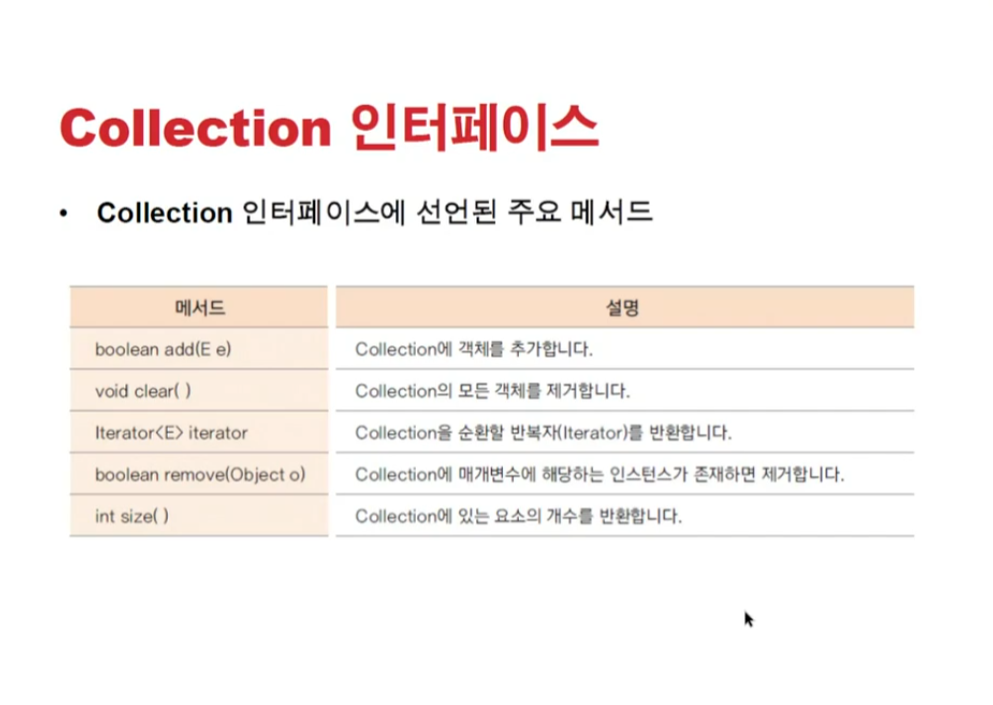 Collection 인터페이스
• Collection 인터페이스에 선언된 주요 메서드
메서드 설명
boolean add(E e) Collection에 객체를 추가합니다.
void clear( ) Collection의 모든 객체를 제거합니다.
Iterator<E> iterator Collection을 순환할 반복자(Iterator)를 반환합니다.
boolean remove(Object o) Collection에 매개변수에 해당하는 인스턴스가 존재하면 제거합니다.
int size( ) Collection에 있는 요소의 개수를 반환합니다.